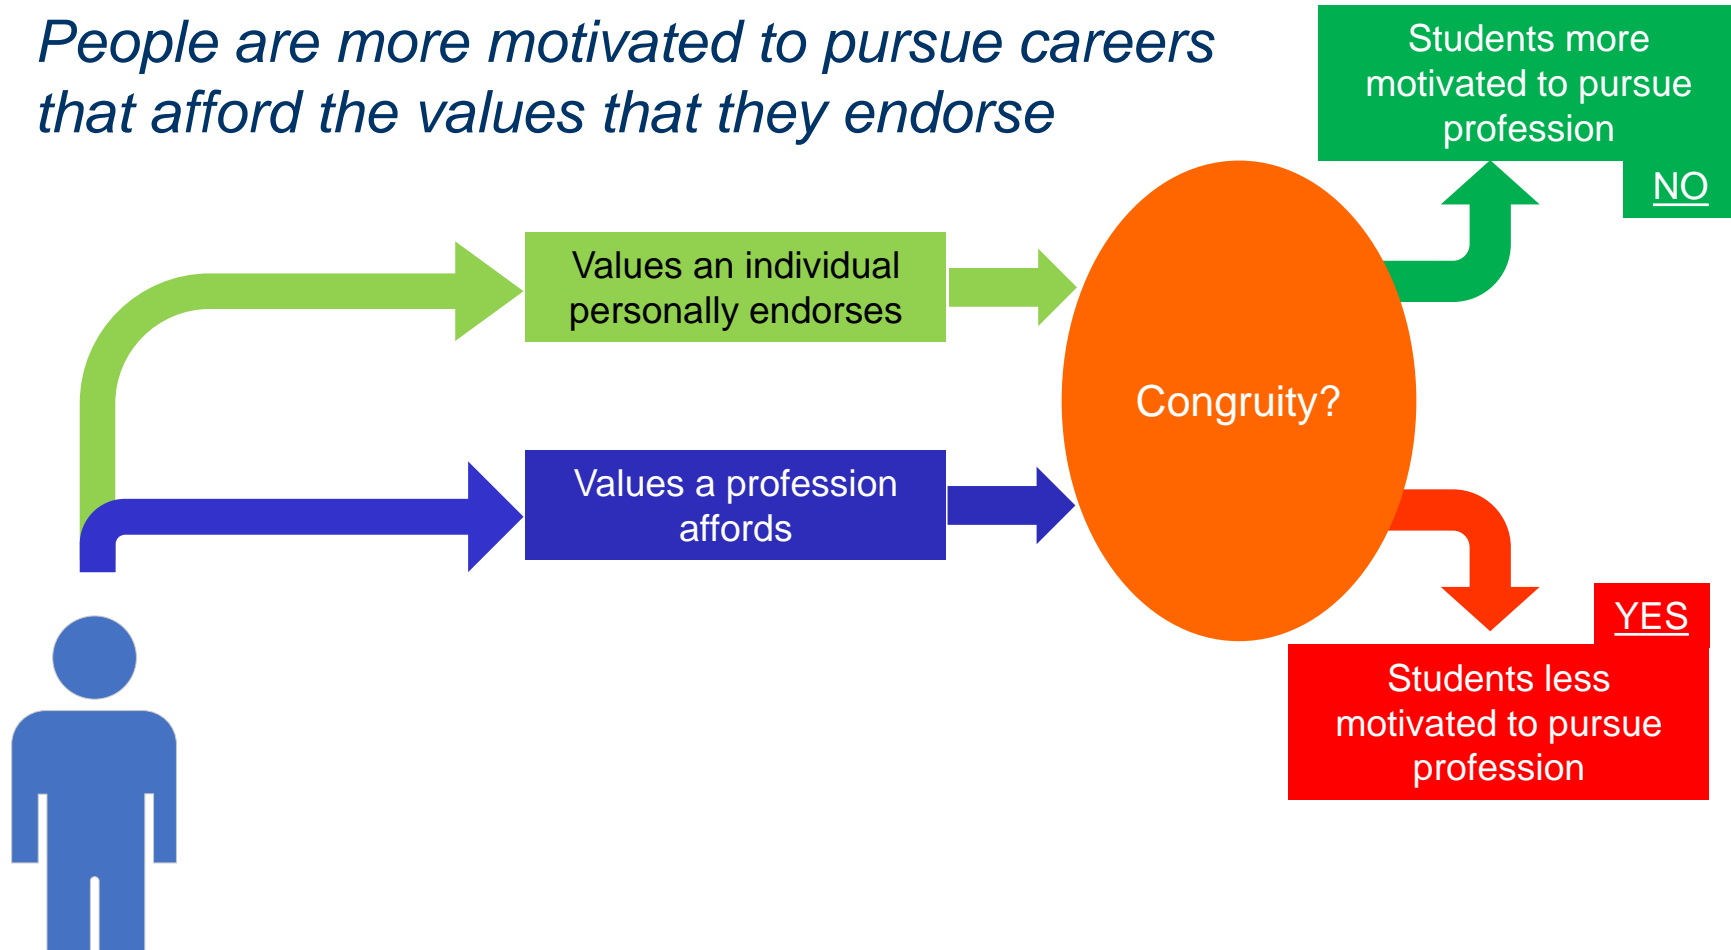 People are more motivated to pursue careers
that afford the values that they endorse
Students more
motivated to pursue
profession
NO
Values an individual
personally endorses
Congruity?
Values a profession
affords
YES
Students less
motivated to pursue
profession